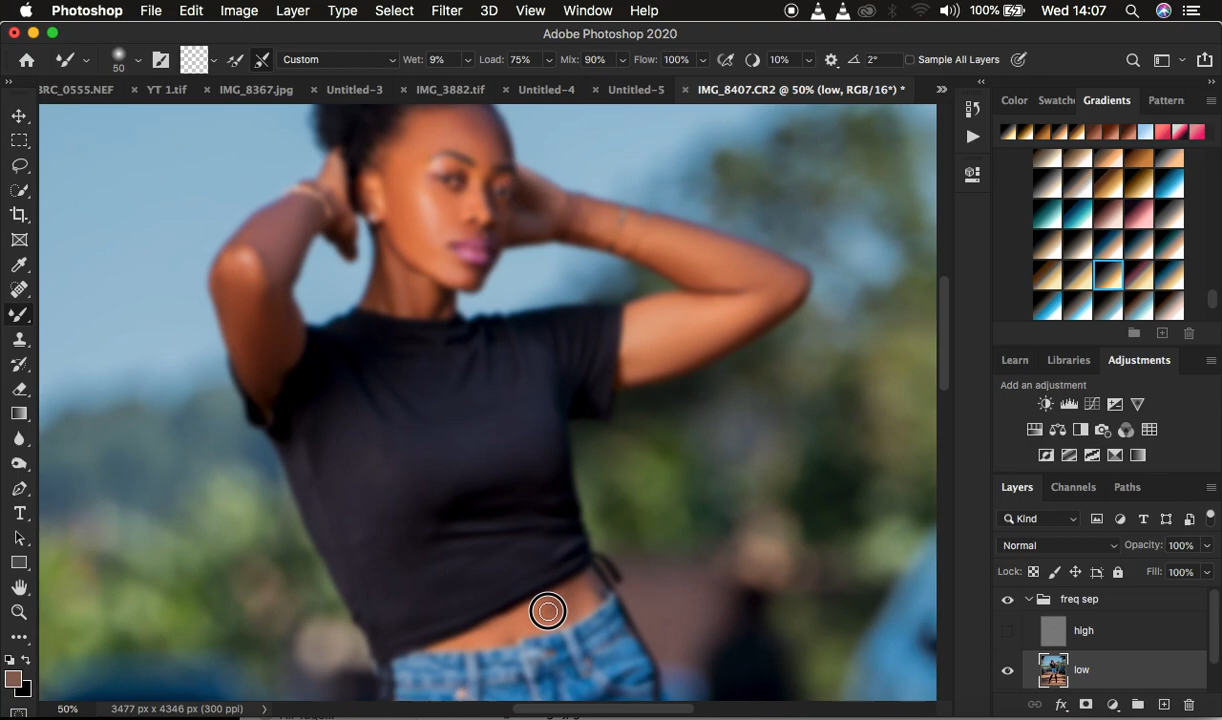 Photoshop File Edit Image Layer Type Select Filter 3D View Window Help 100% Wed 14:07
Adobe Photoshop 2020
50 Custom Wet: 9% Load: 75% Mix: 90% Flow: 100% 10% 2° Sample All Layers
BRC_0555.NEF YT 1.tif IMG_8367.jpg Untitled-3 IMG_3882.tif Untitled-4 Untitled-5 IMG_8407.CR2 @ 50% (low, RGB/16*) *
Color Swatche Gradients Pattern
Learn Libraries Adjustments
Add an adjustment
Layers Channels Paths
Kind
Normal Opacity: 100%
Lock: Fill: 100%
freq sep
high
low
50% 3477 px x 4346 px (300 ppi)